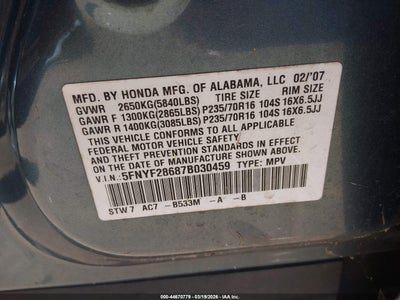 MFD. BY HONDA MFG. OF ALABAMA, LLC 02/'07
GVWR 2650KG(5840LBS) TIRE SIZE RIM SIZE
GAWR F 1300KG(2865LBS) P235/70R16 104S 16X6.5JJ
GAWR R 1400KG(3085LBS) P235/70R16 104S 16X6.5JJ
THIS VEHICLE CONFORMS TO ALL APPLICABLE
FEDERAL MOTOR VEHICLE SAFETY AND THEFT
PREVENTION STANDARDS IN EFFECT ON THE DATE
OF MANUFACTURE SHOWN ABOVE.
V.I.N.:5FNYF28687B030459 TYPE: MPV
STW7 AC7 -B533M -A -B
000-44670779 - 03/19/2026 - IAAI.COM